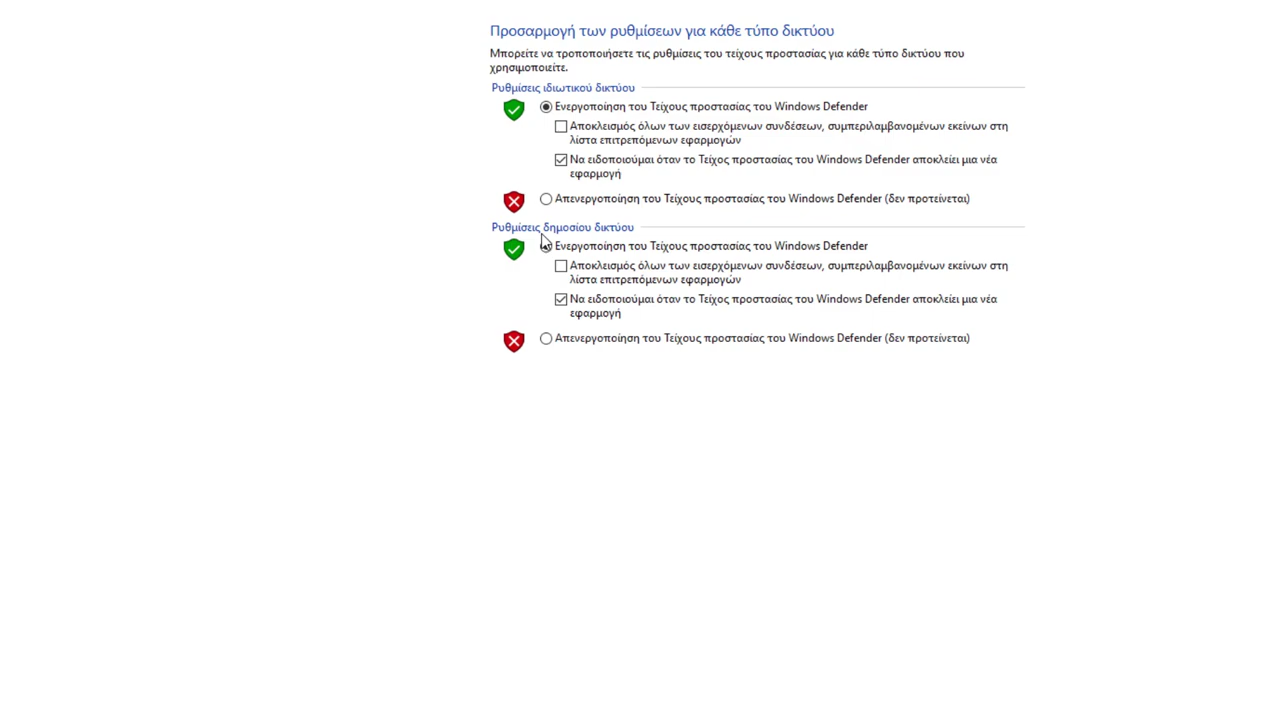 Προσαρμογή των ρυθμίσεων για κάθε τύπο δικτύου
Μπορείτε να τροποποιήσετε τις ρυθμίσεις του τείχους προστασίας για κάθε τύπο δικτύου που
χρησιμοποιείτε.
Ρυθμίσεις ιδιωτικού δικτύου
Ενεργοποίηση του Τείχους προστασίας του Windows Defender
Αποκλεισμός όλων των εισερχόμενων συνδέσεων, συμπεριλαμβανομένων εκείνων στη
λίστα επιτρεπόμενων εφαρμογών
Να ειδοποιούμαι όταν το Τείχος προστασίας του Windows Defender αποκλείει μια νέα
εφαρμογή
Απενεργοποίηση του Τείχους προστασίας του Windows Defender (δεν προτείνεται)
Ρυθμίσεις δημοσίου δικτύου
Ενεργοποίηση του Τείχους προστασίας του Windows Defender
Αποκλεισμός όλων των εισερχόμενων συνδέσεων, συμπεριλαμβανομένων εκείνων στη
λίστα επιτρεπόμενων εφαρμογών
Να ειδοποιούμαι όταν το Τείχος προστασίας του Windows Defender αποκλείει μια νέα
εφαρμογή
Απενεργοποίηση του Τείχους προστασίας του Windows Defender (δεν προτείνεται)